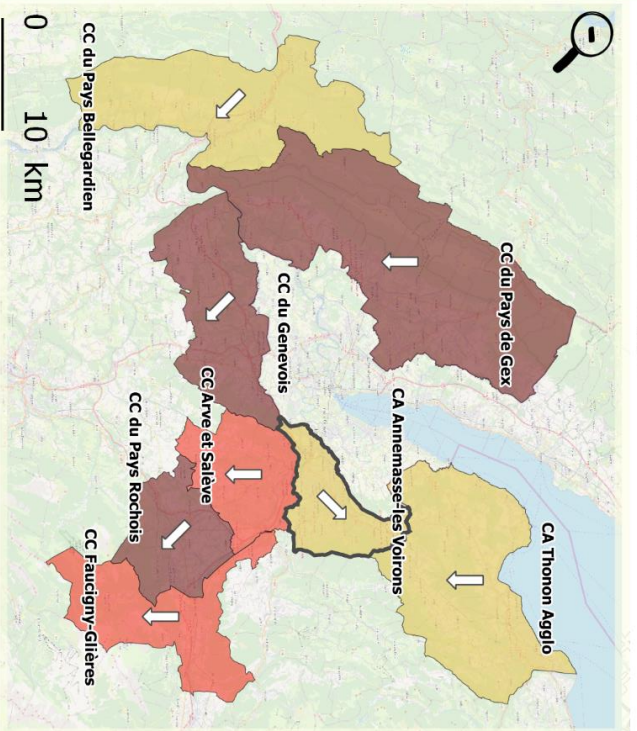 CC du Pays de Gex
CA Thonon Agglo
CA Annemasse-les Voirons
CC du Genevois
CC Arve et Salève
CC du Pays Rochois
CC Faucigny-Glières
CC du Pays Bellegardien
0 10 km